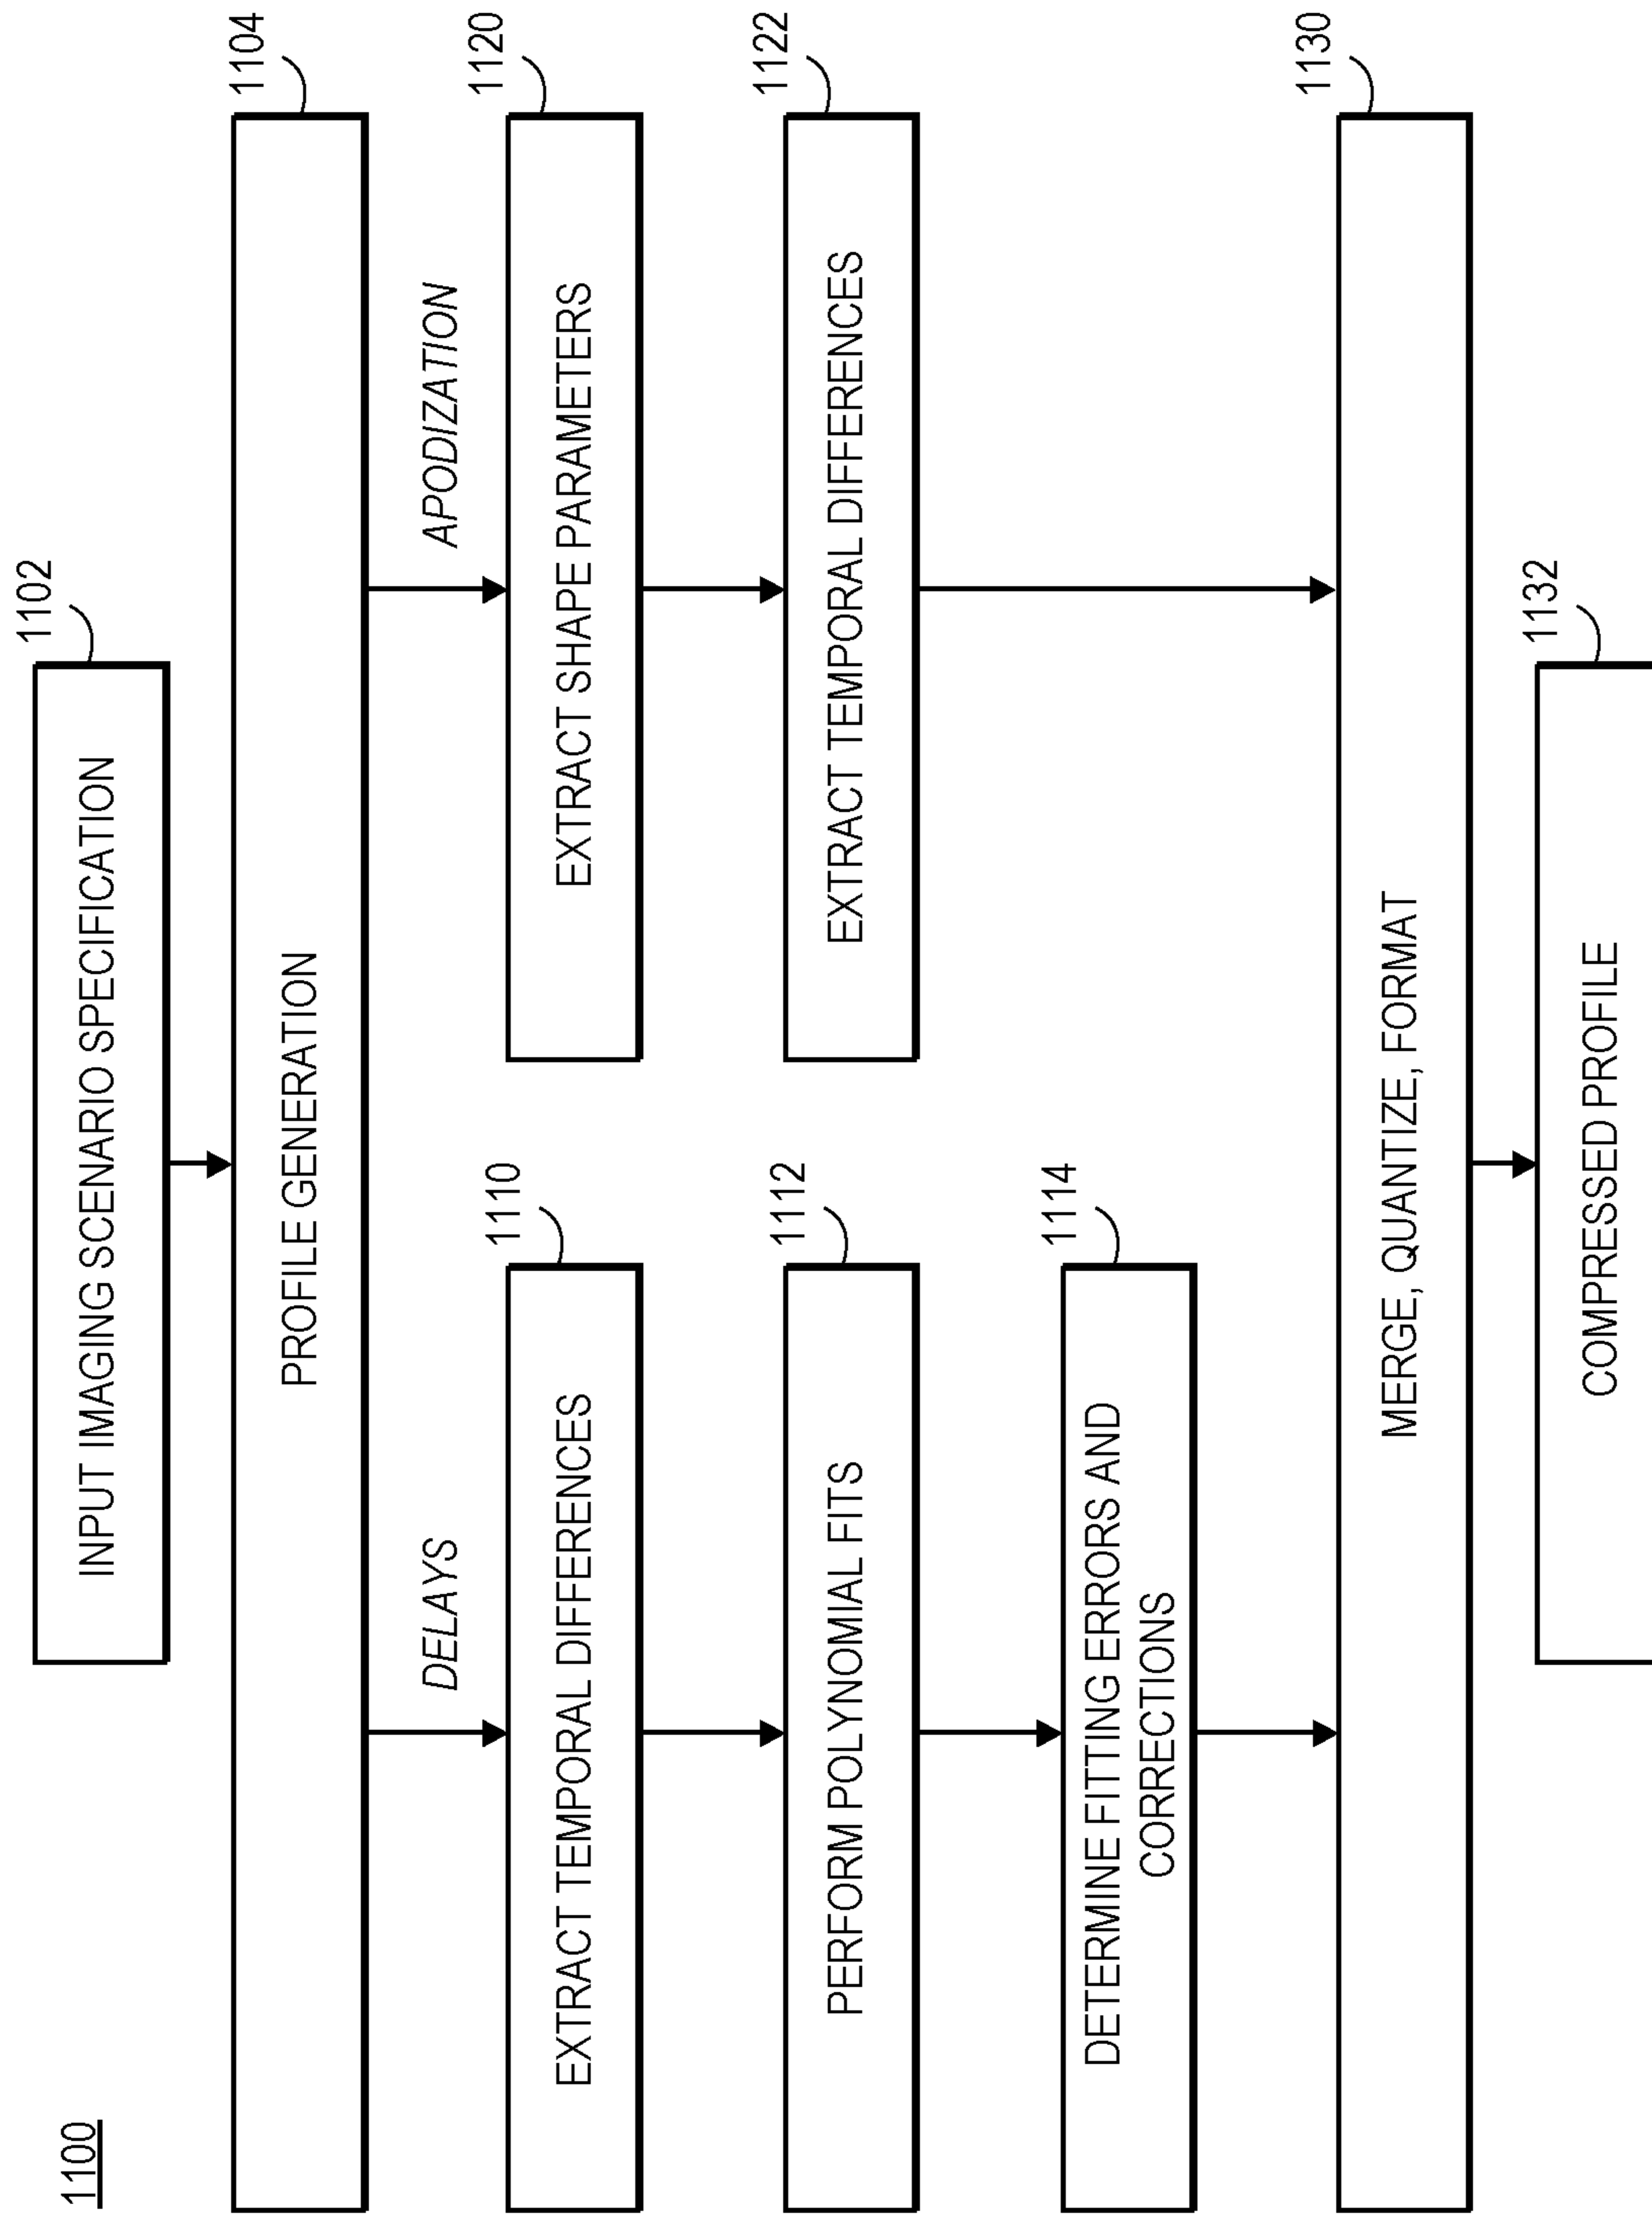 1100
1102
INPUT IMAGING SCENARIO SPECIFICATION
1104
PROFILE GENERATION
DELAYS
APODIZATION
1110
EXTRACT TEMPORAL DIFFERENCES
1120
EXTRACT SHAPE PARAMETERS
1112
PERFORM POLYNOMIAL FITS
1122
EXTRACT TEMPORAL DIFFERENCES
1114
DETERMINE FITTING ERRORS AND
CORRECTIONS
1130
MERGE, QUANTIZE, FORMAT
1132
COMPRESSED PROFILE